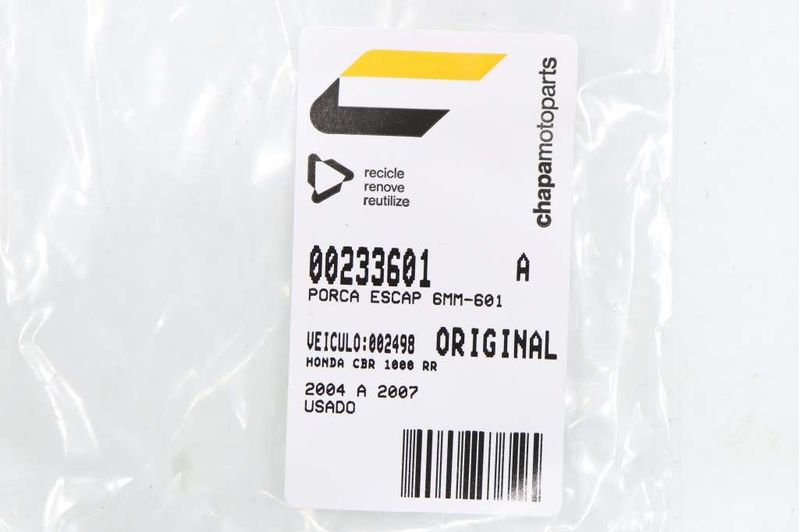 chapamotoparts
recicle
renove
reutilize
00233601 A
PORCA ESCAP 6MM-601
VEICULO:002498 ORIGINAL
HONDA CBR 1000 RR
2004 A 2007
USADO